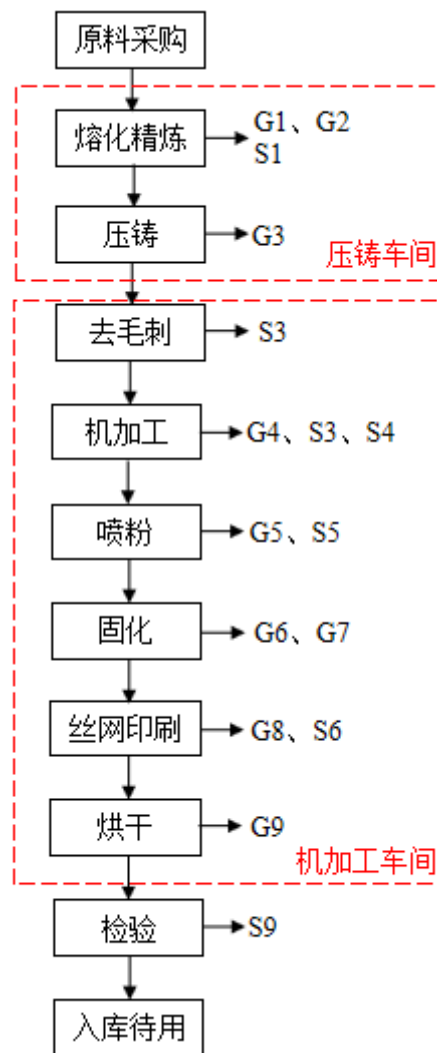 原料采购
熔化精炼
G1、G2
S1
压铸
G3
压铸车间
去毛刺
S3
机加工
G4、S3、S4
喷粉
G5、S5
固化
G6、G7
丝网印刷
G8、S6
烘干
G9
机加工车间
检验
S9
入库待用